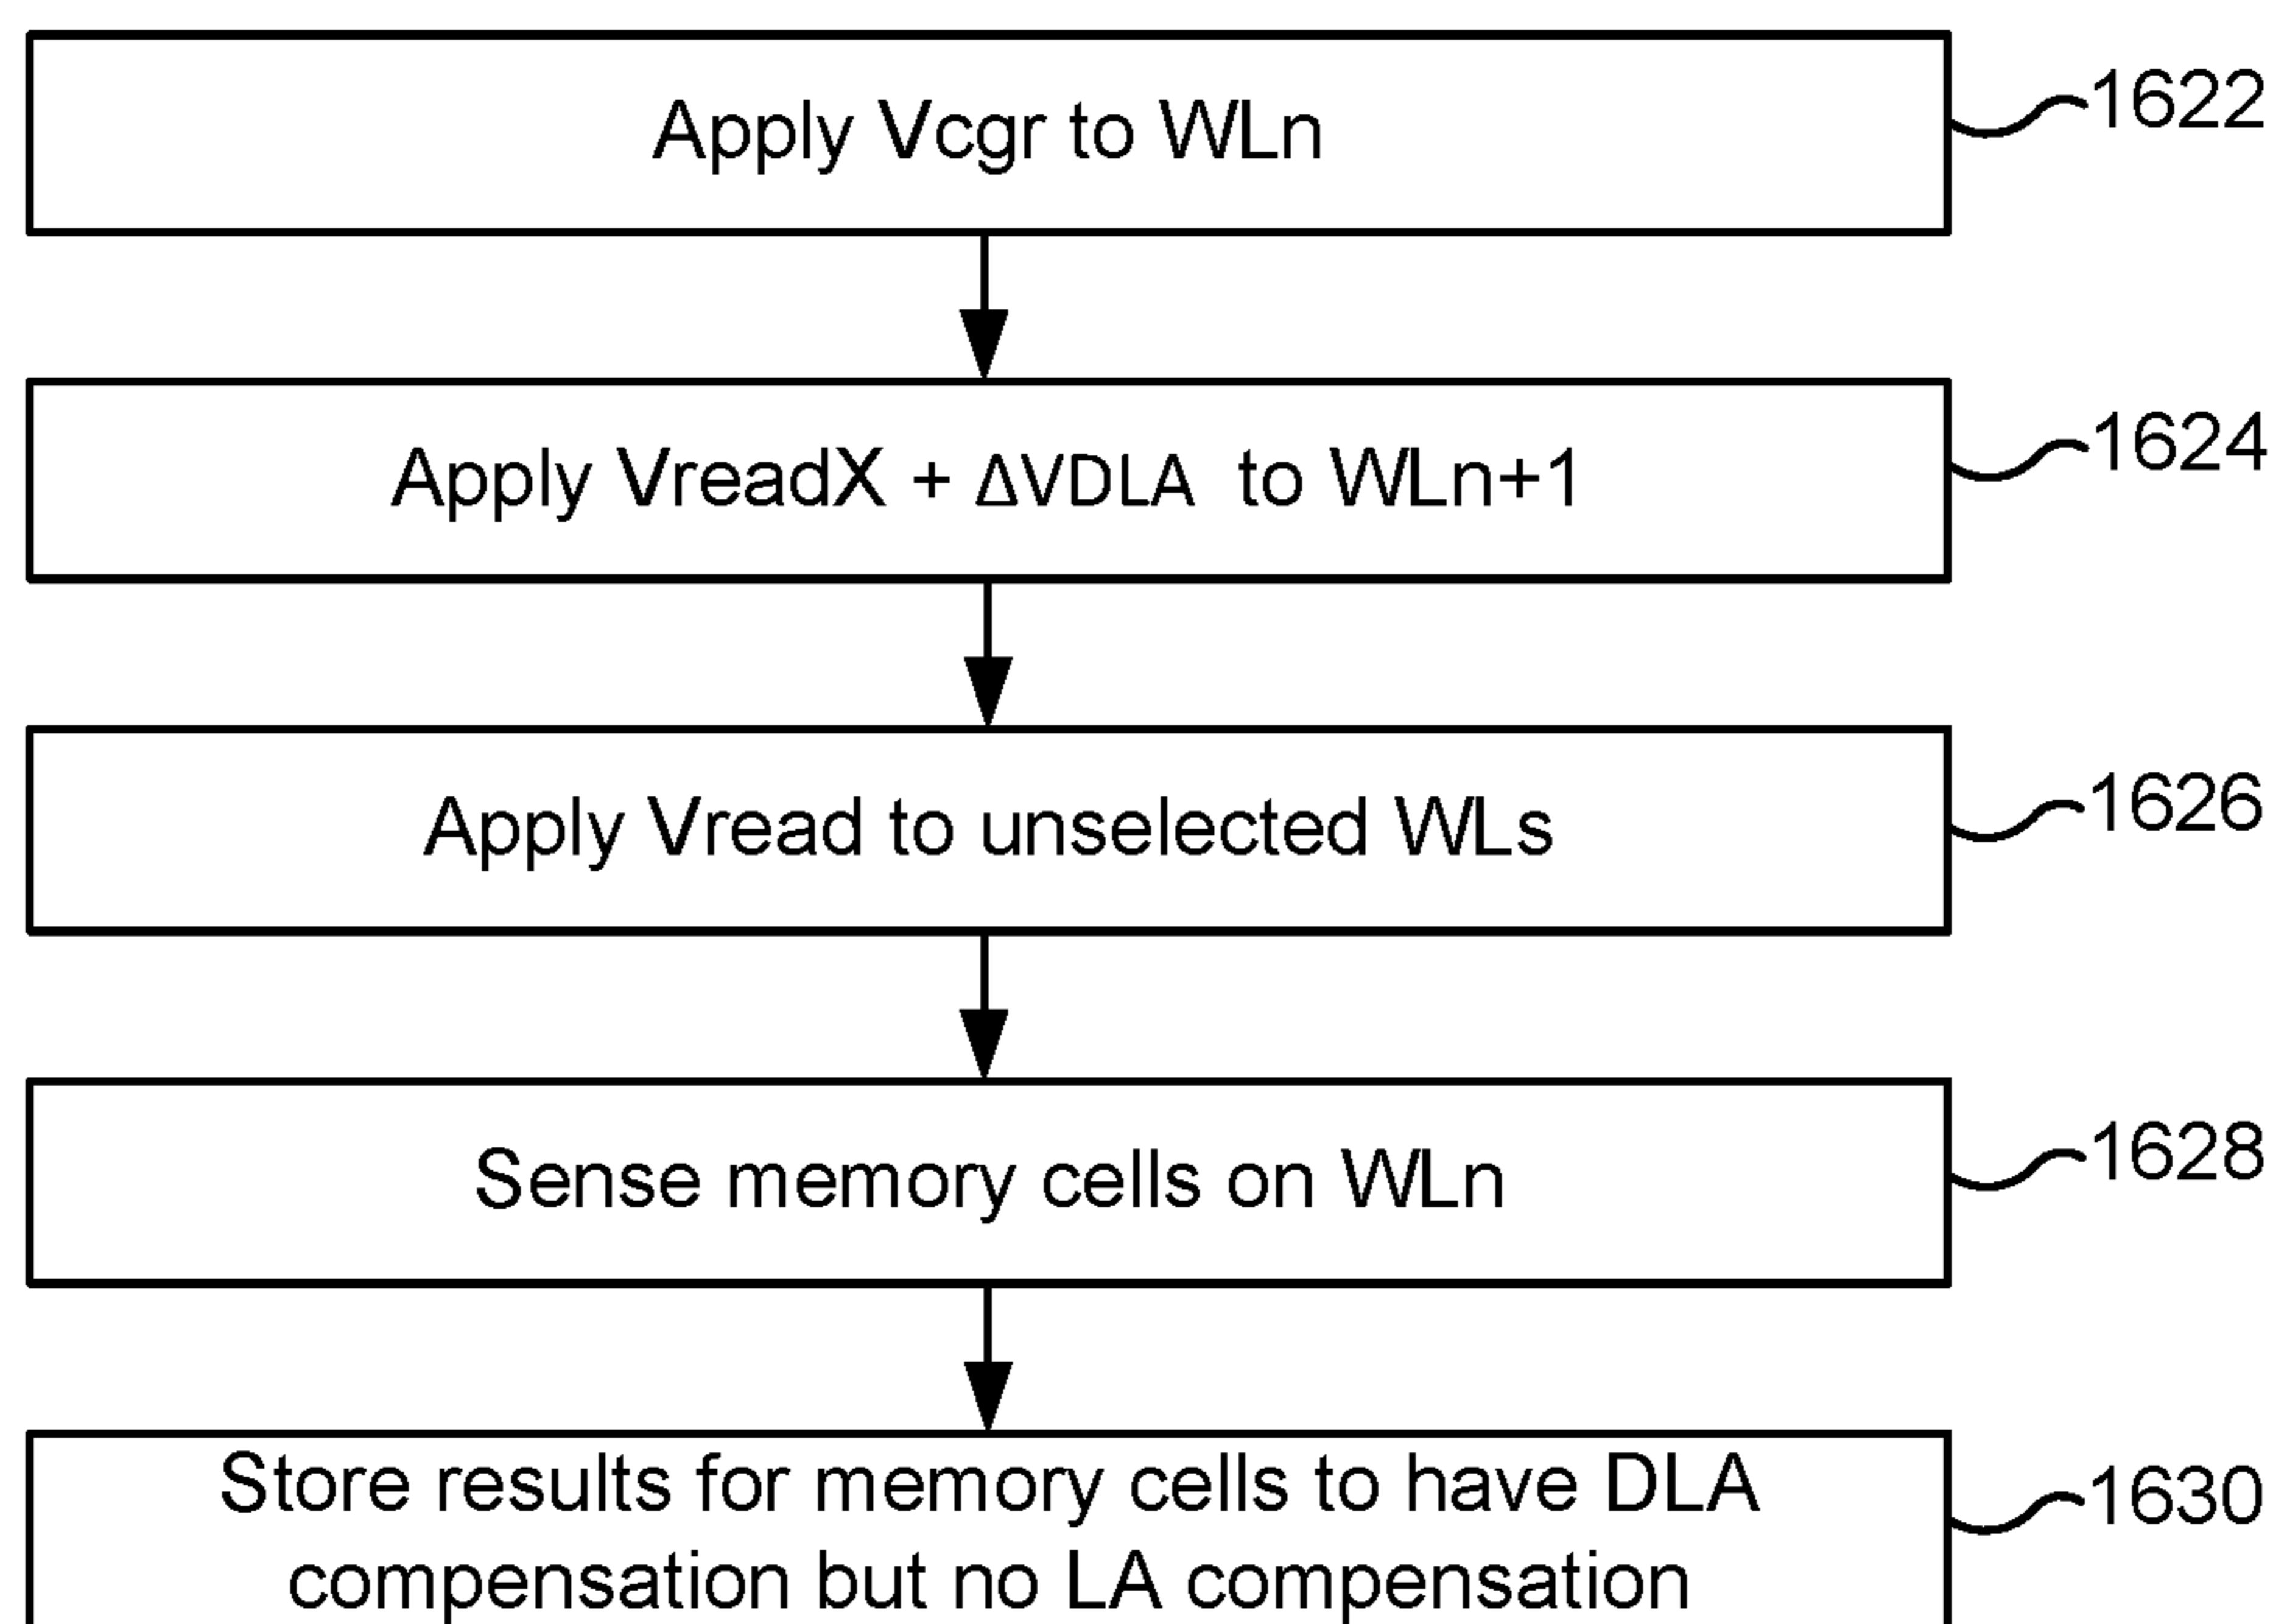 Apply Vcgr to WLn
1622
Apply VreadX + ΔVDLA to WLn+1
1624
Apply Vread to unselected WLs
1626
Sense memory cells on WLn
1628
Store results for memory cells to have DLA
compensation but no LA compensation
1630